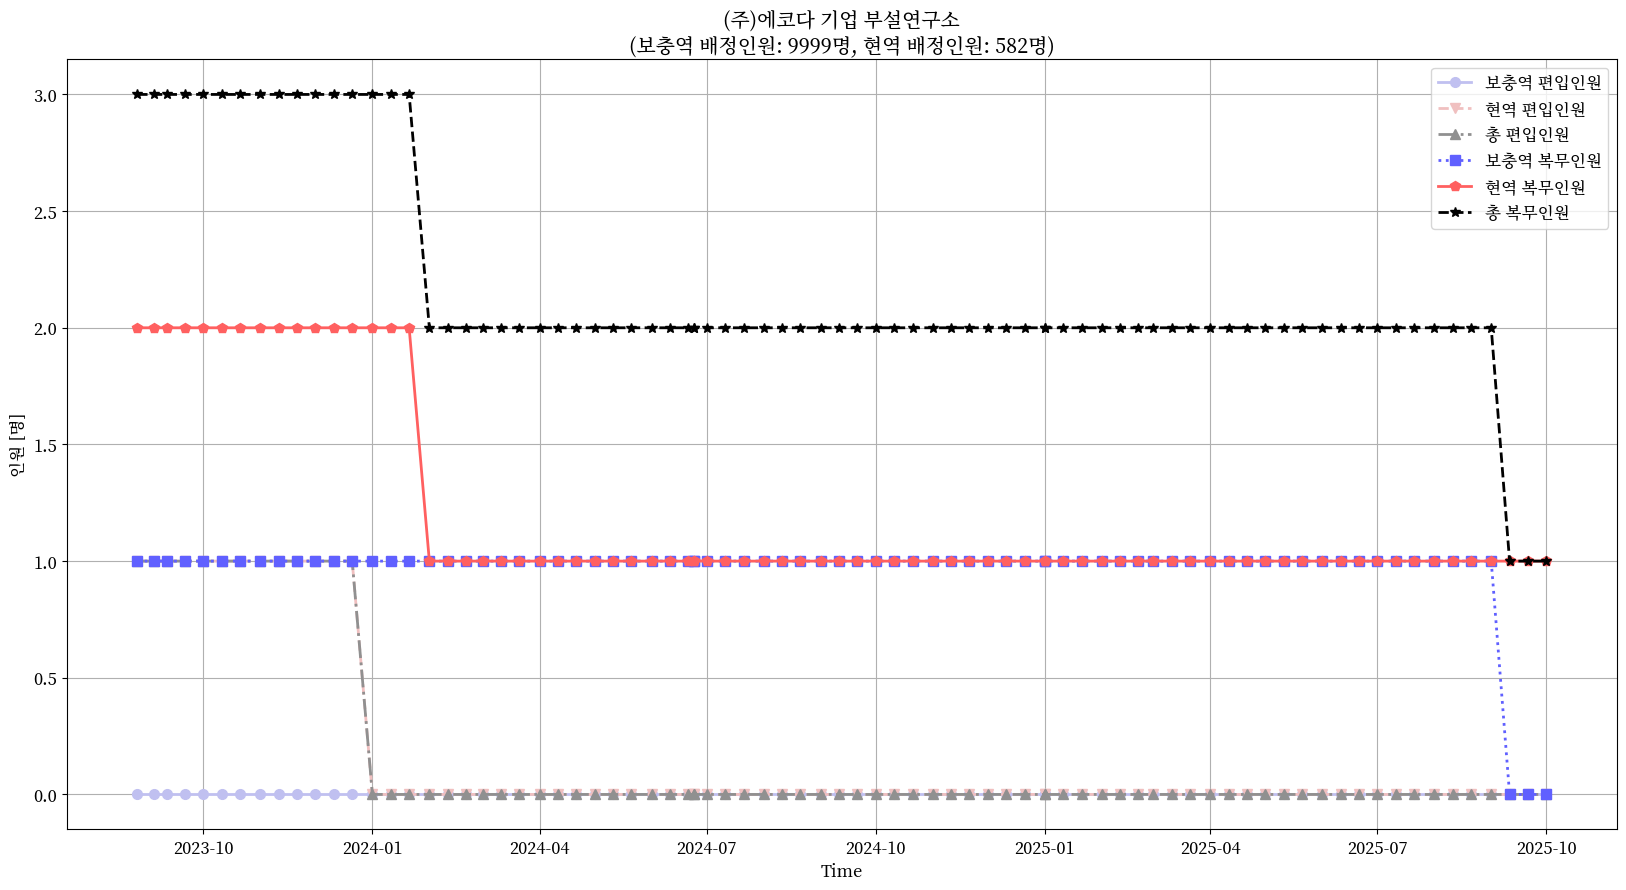 (주)에코다 기업 부설연구소
(보충역 배정인원: 9999명, 현역 배정인원: 582명)
보충역 편입인원
현역 편입인원
총 편입인원
보충역 복무인원
현역 복무인원
총 복무인원
3.0
2.5
2.0
1.5
1.0
0.5
0.0
인원 [명]
2023-10
2024-01
2024-04
2024-07
2024-10
2025-01
2025-04
2025-07
2025-10
Time